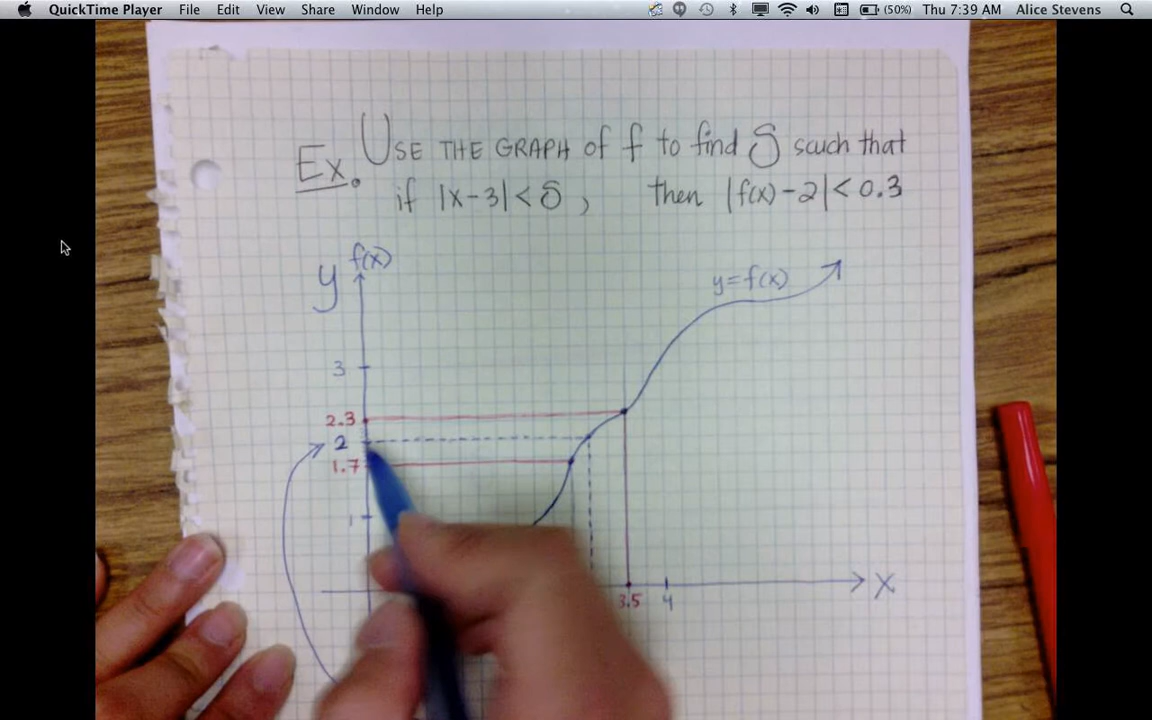 QuickTime Player File Edit View Share Window Help (50%) Thu 7:39 AM Alice Stevens
Ex. USE THE GRAPH of f to find δ scuch that
if |x-3|<δ, then |f(x)-2|<0.3
y f(x)
y=f(x)
3
2.3
2
1.7
1
3.5 4 X